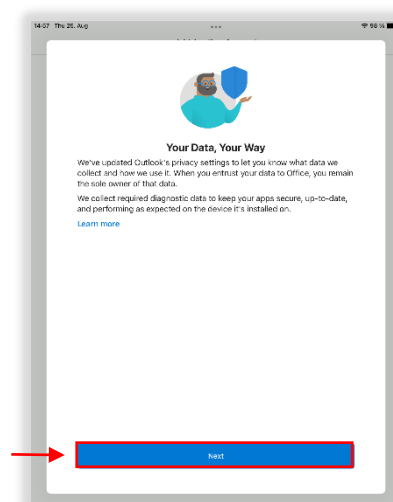 14:57 Thu 25. Aug
98 %
Your Data, Your Way
We've updated Outlook's privacy settings to let you know what data we
collect and how we use it. When you entrust your data to Office, you remain
the sole owner of that data.
We collect required diagnostic data to keep your apps secure, up-to-date,
and performing as expected on the device it's installed on.
Learn more
Next